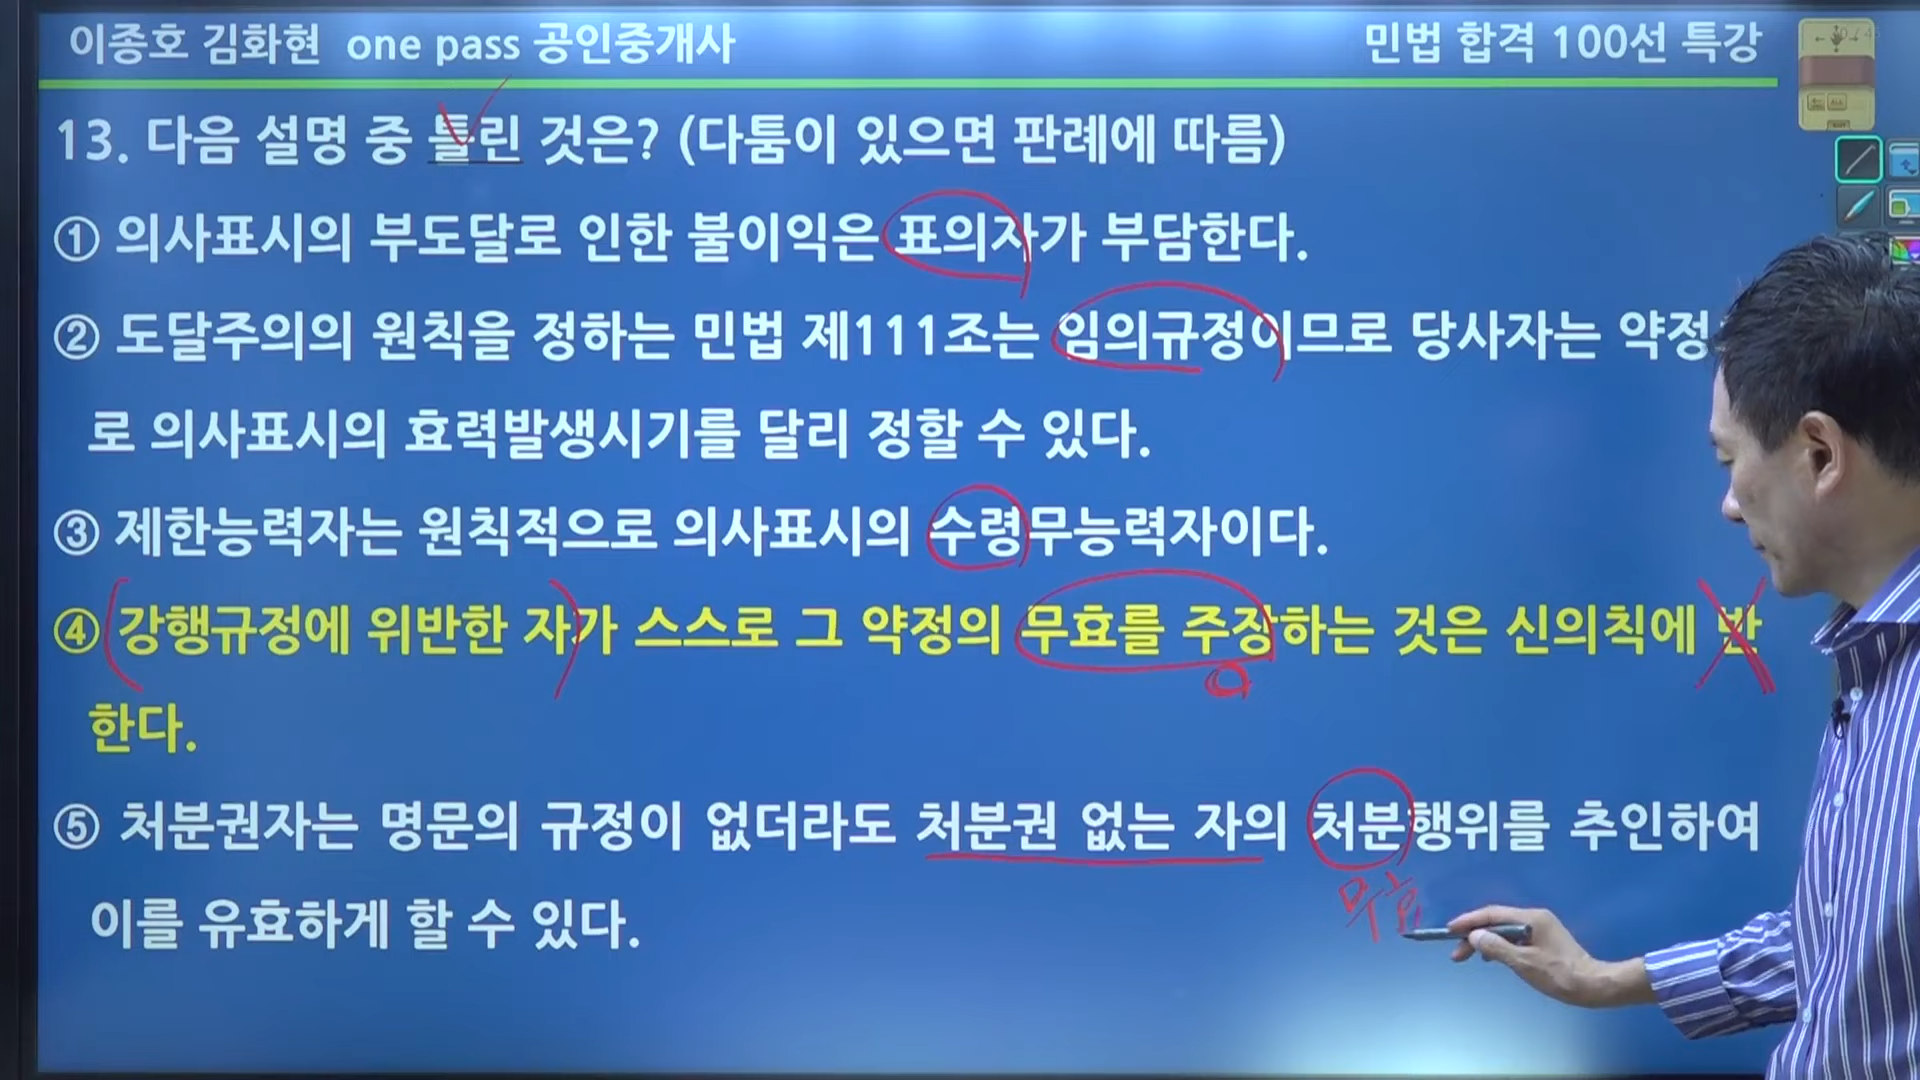 이종호 김화현 one pass 공인중개사
민법 합격 100선 특강
13. 다음 설명 중 틀린 것은? (다툼이 있으면 판례에 따름)
① 의사표시의 부도달로 인한 불이익은 표의자가 부담한다.
② 도달주의의 원칙을 정하는 민법 제111조는 임의규정이므로 당사자는 약정
로 의사표시의 효력발생시기를 달리 정할 수 있다.
③ 제한능력자는 원칙적으로 의사표시의 수령무능력자이다.
④ 강행규정에 위반한 자가 스스로 그 약정의 무효를 주장하는 것은 신의칙에 반
한다.
⑤ 처분권자는 명문의 규정이 없더라도 처분권 없는 자의 처분행위를 추인하여
무효
이를 유효하게 할 수 있다.